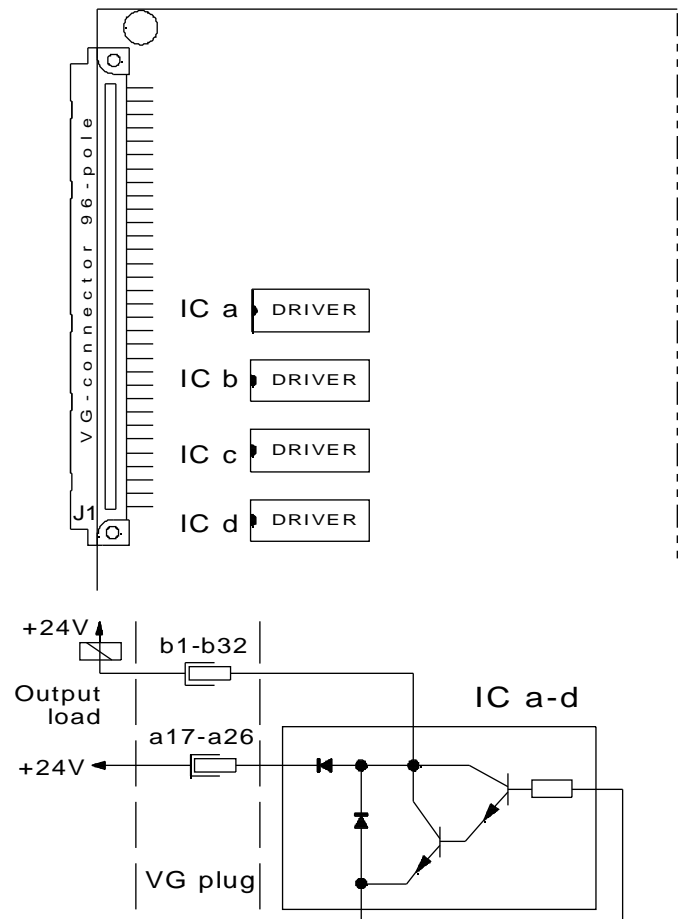 VG-connector 96-pole
J1
IC a DRIVER
IC b DRIVER
IC c DRIVER
IC d DRIVER
+24V
b1-b32
Output
load
IC a-d
a17-a26
+24V
VG plug